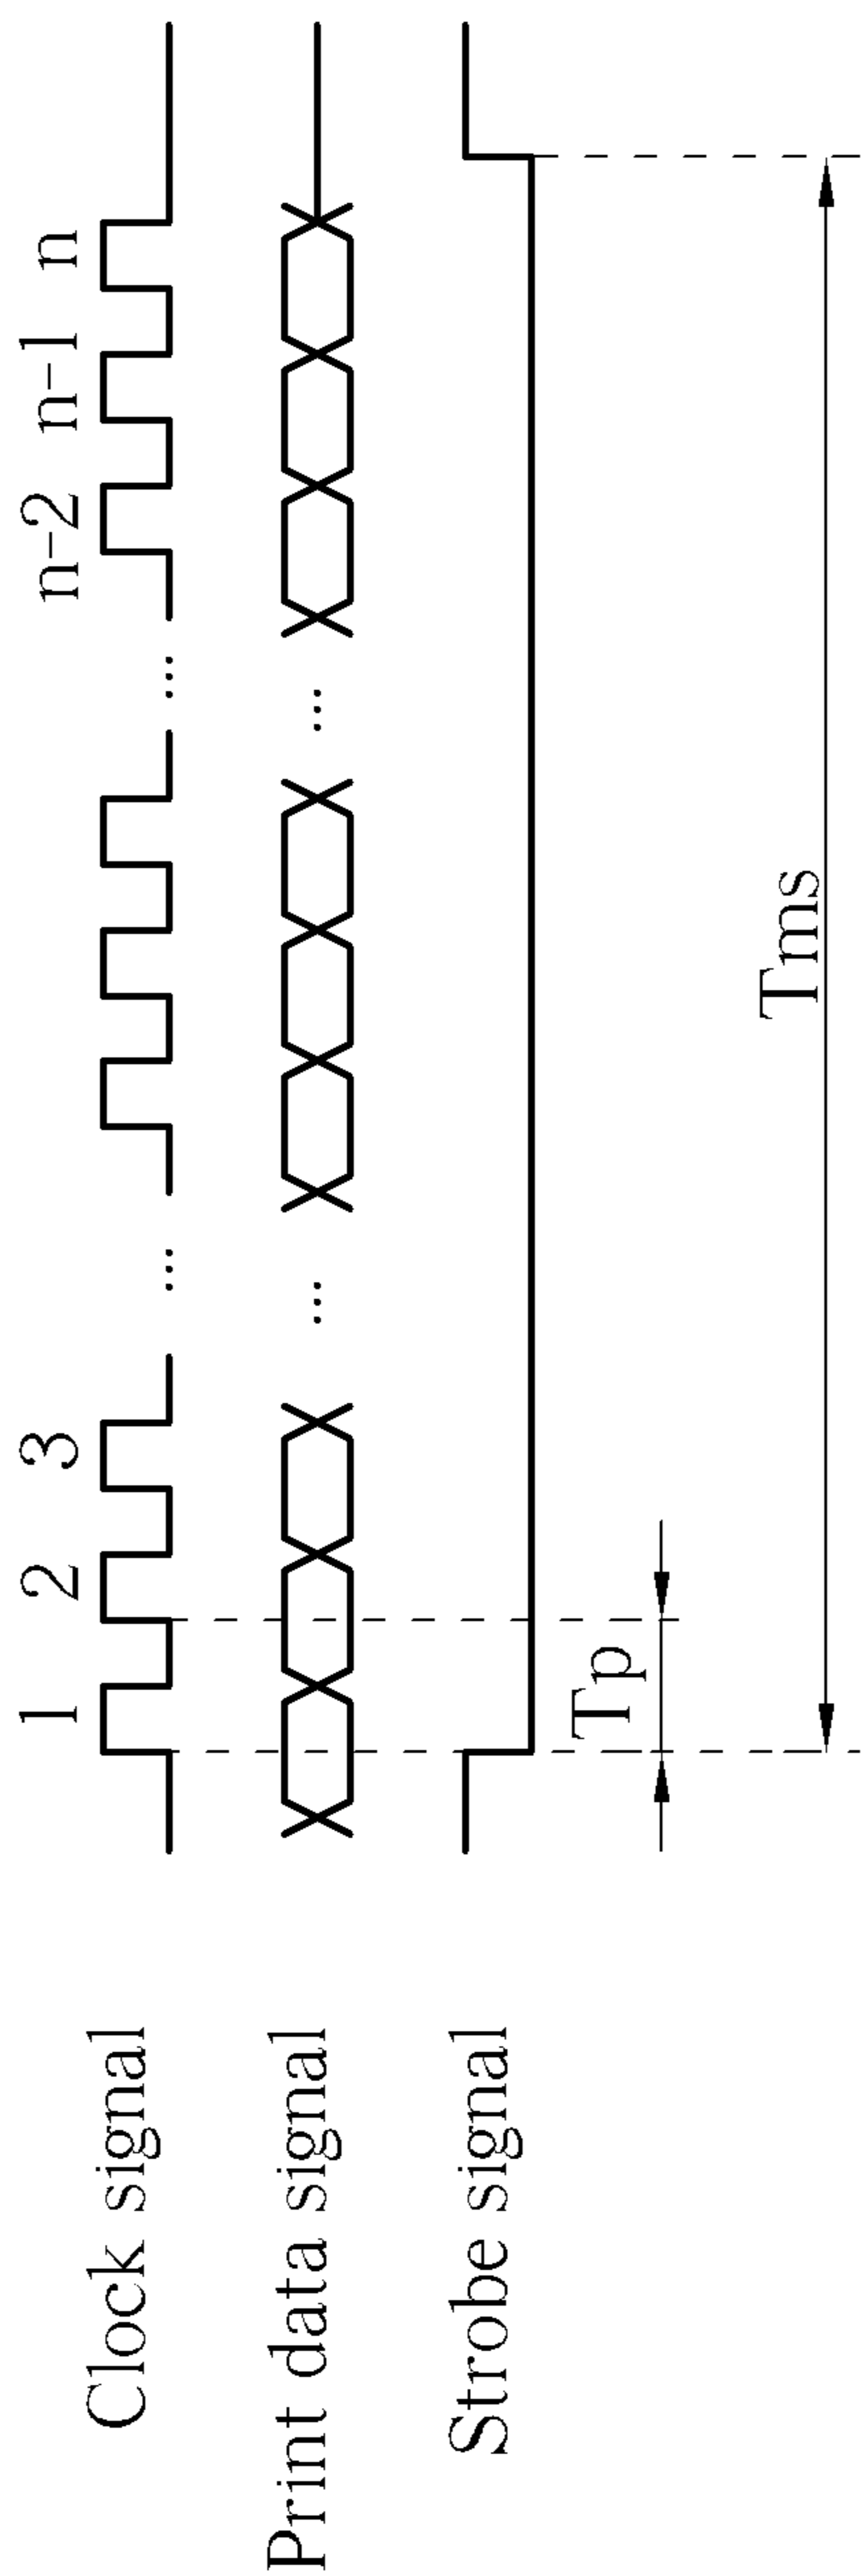 1 2 3 n-2 n-1 n
Clock signal ... ...
Print data signal ... ...
Strobe signal
Tp
Tms